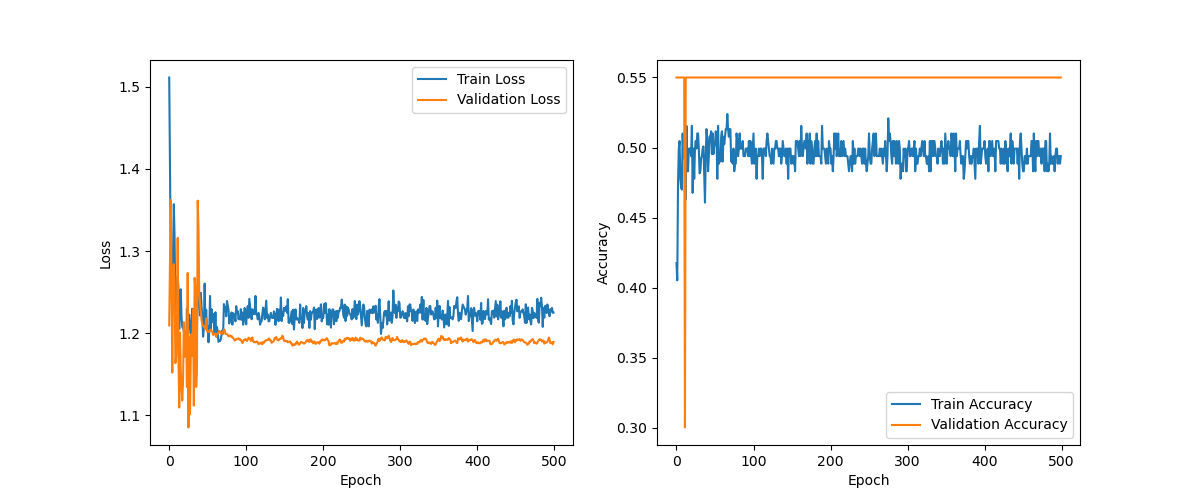 1.5
1.4
1.3
1.2
1.1
0
100
200
300
400
500
Loss
Epoch
Train Loss
Validation Loss
0.55
0.50
0.45
0.40
0.35
0.30
0
100
200
300
400
500
Accuracy
Epoch
Train Accuracy
Validation Accuracy